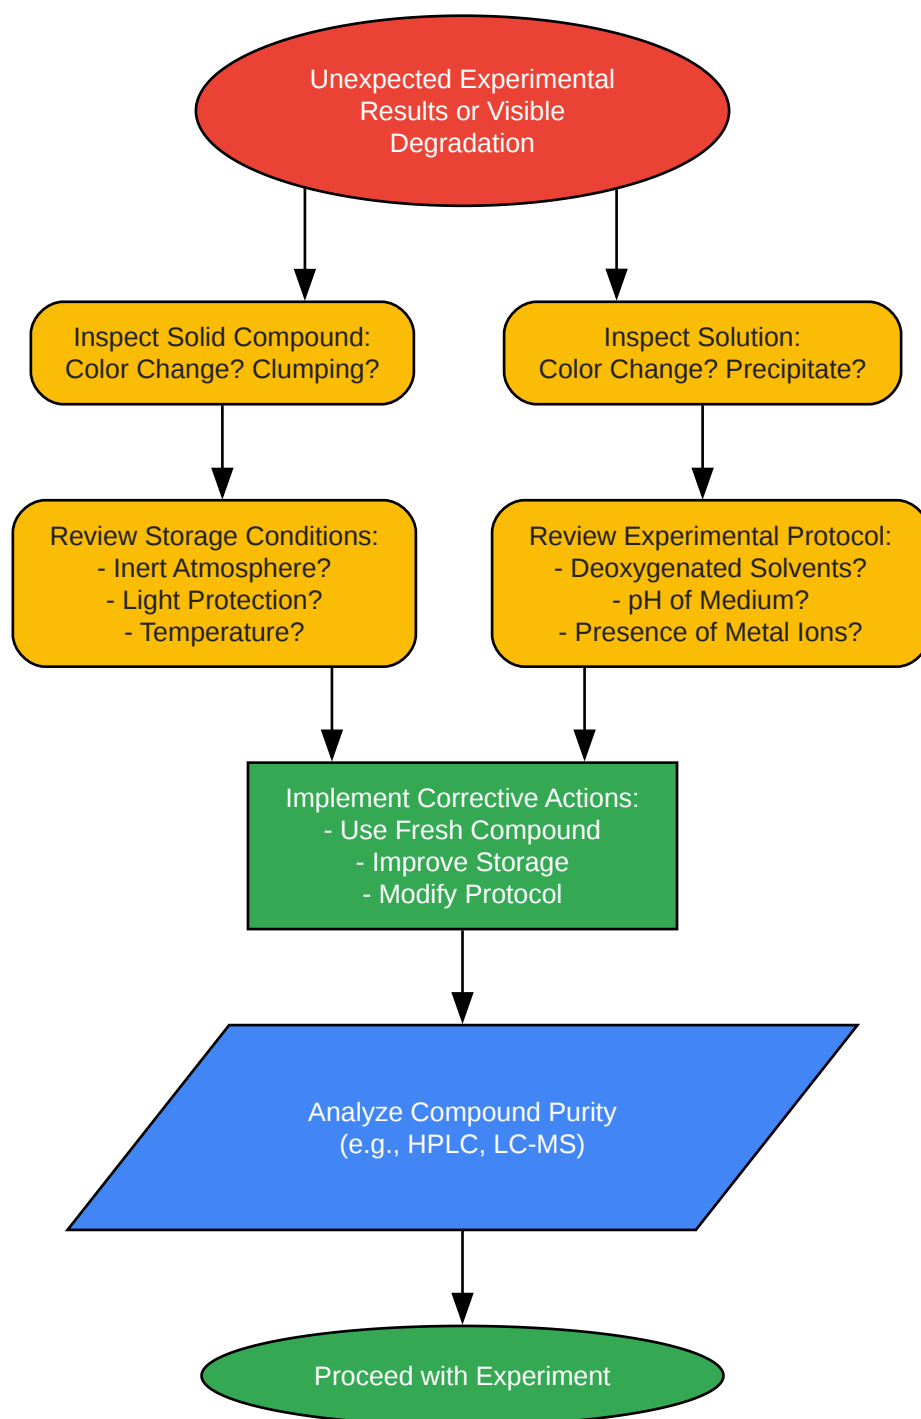 Unexpected Experimental
Results or Visible
Degradation
Inspect Solid Compound:
Color Change? Clumping?
Inspect Solution:
Color Change? Precipitate?
Review Storage Conditions:
- Inert Atmosphere?
- Light Protection?
- Temperature?
Review Experimental Protocol:
- Deoxygenated Solvents?
- pH of Medium?
- Presence of Metal Ions?
Implement Corrective Actions:
- Use Fresh Compound
- Improve Storage
- Modify Protocol
Analyze Compound Purity
(e.g., HPLC, LC-MS)
Proceed with Experiment